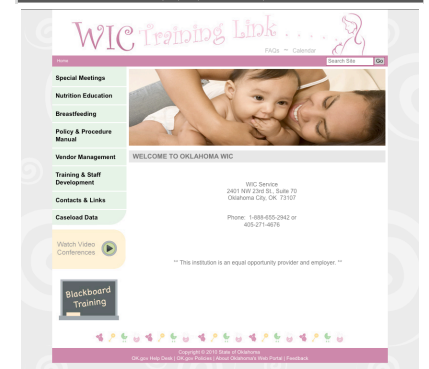 WIC Training Link . . . . .
FAQs ~ Calendar
Home
Search Site
Go
Special Meetings
Nutrition Education
Breastfeeding
Policy & Procedure
Manual
Vendor Management
Training & Staff
Development
Contacts & Links
Caseload Data
Watch Video
Conferences
Blackboard
Training
WELCOME TO OKLAHOMA WIC
WIC Service
2401 NW 23rd St., Suite 70
Oklahoma City, OK 73107
Phone: 1-888-655-2942 or
405-271-4676
** This institution is an equal opportunity provider and employer. **
Copyright © 2010 State of Oklahoma
OK.gov Help Desk | OK.gov Policies | About Oklahoma's Web Portal | Feedback